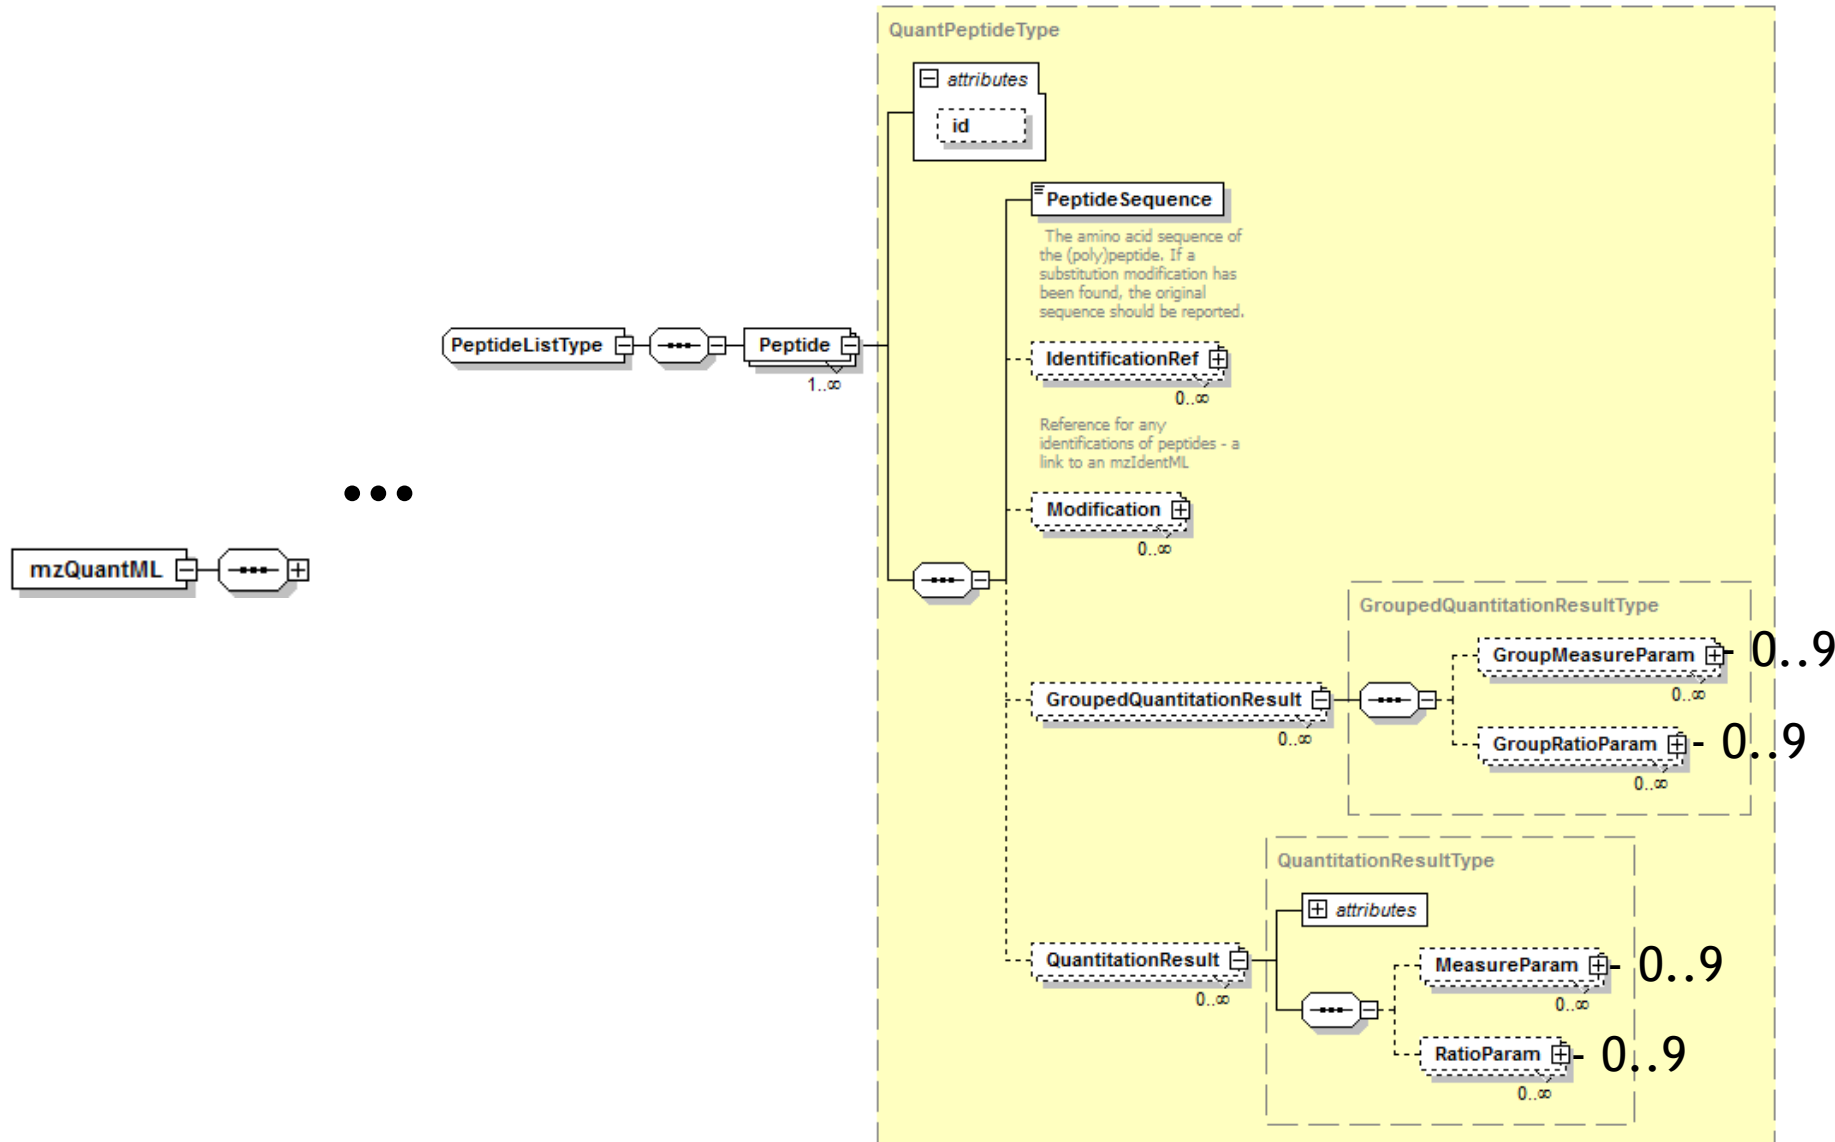 QuantPeptideType
attributes
id
PeptideSequence
The amino acid sequence of
the (poly)peptide. If a
substitution modification has
been found, the original
sequence should be reported.
PeptideListType
Peptide
1..∞
IdentificationRef
0..∞
Reference for any
identifications of peptides - a
link to an mzIdentML
•••
Modification
0..∞
mzQuantML
GroupedQuantitationResultType
GroupMeasureParam - 0..9
0..∞
GroupedQuantitationResult
0..∞
GroupRatioParam - 0..9
0..∞
QuantitationResultType
attributes
QuantitationResult
0..∞
MeasureParam - 0..9
0..∞
RatioParam - 0..9
0..∞